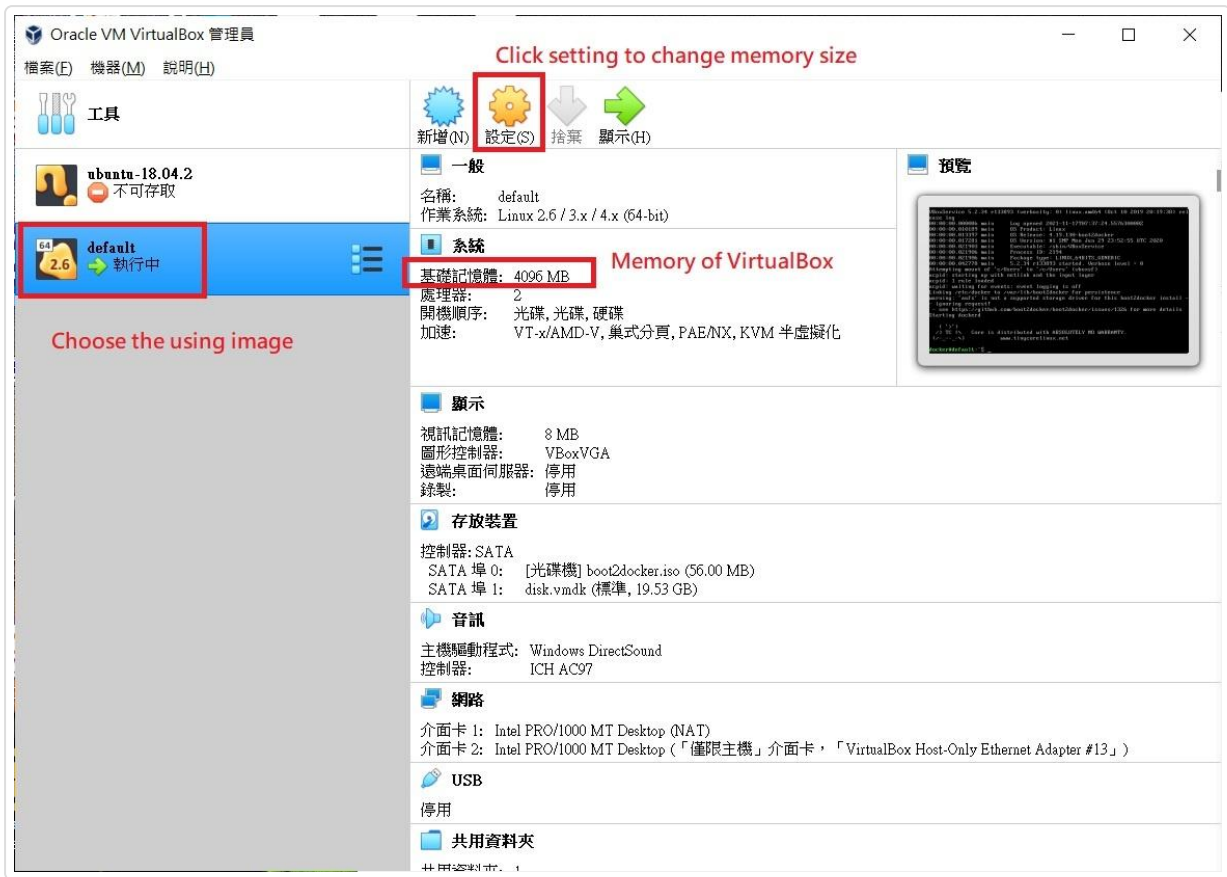 Oracle VM VirtualBox 管理員
Click setting to change memory size
檔案(F) 機器(M) 說明(H)
工具
新增(N) 設定(S) 捨棄 顯示(H)
ubuntu-18.04.2
不可存取
64
2.6
default
執行中
Choose the using image
一般
名稱: default
作業系統: Linux 2.6 / 3.x / 4.x (64-bit)
預覽
系統
基礎記憶體: 4096 MB
Memory of VirtualBox
處理器: 2
開機順序: 光碟, 光碟, 硬碟
加速: VT-x/AMD-V, 巢式分頁, PAE/NX, KVM 半虛擬化
顯示
視訊記憶體: 8 MB
圖形控制器: VBoxVGA
遠端桌面伺服器: 停用
錄製: 停用
存放裝置
控制器: SATA
SATA 埠 0: [光碟機] boot2docker.iso (56.00 MB)
SATA 埠 1: disk.vmdk (標準, 19.53 GB)
音訊
主機驅動程式: Windows DirectSound
控制器: ICH AC97
網路
介面卡 1: Intel PRO/1000 MT Desktop (NAT)
介面卡 2: Intel PRO/1000 MT Desktop (「僅限主機」介面卡,「VirtualBox Host-Only Ethernet Adapter #13」)
USB
停用
共用資料夾